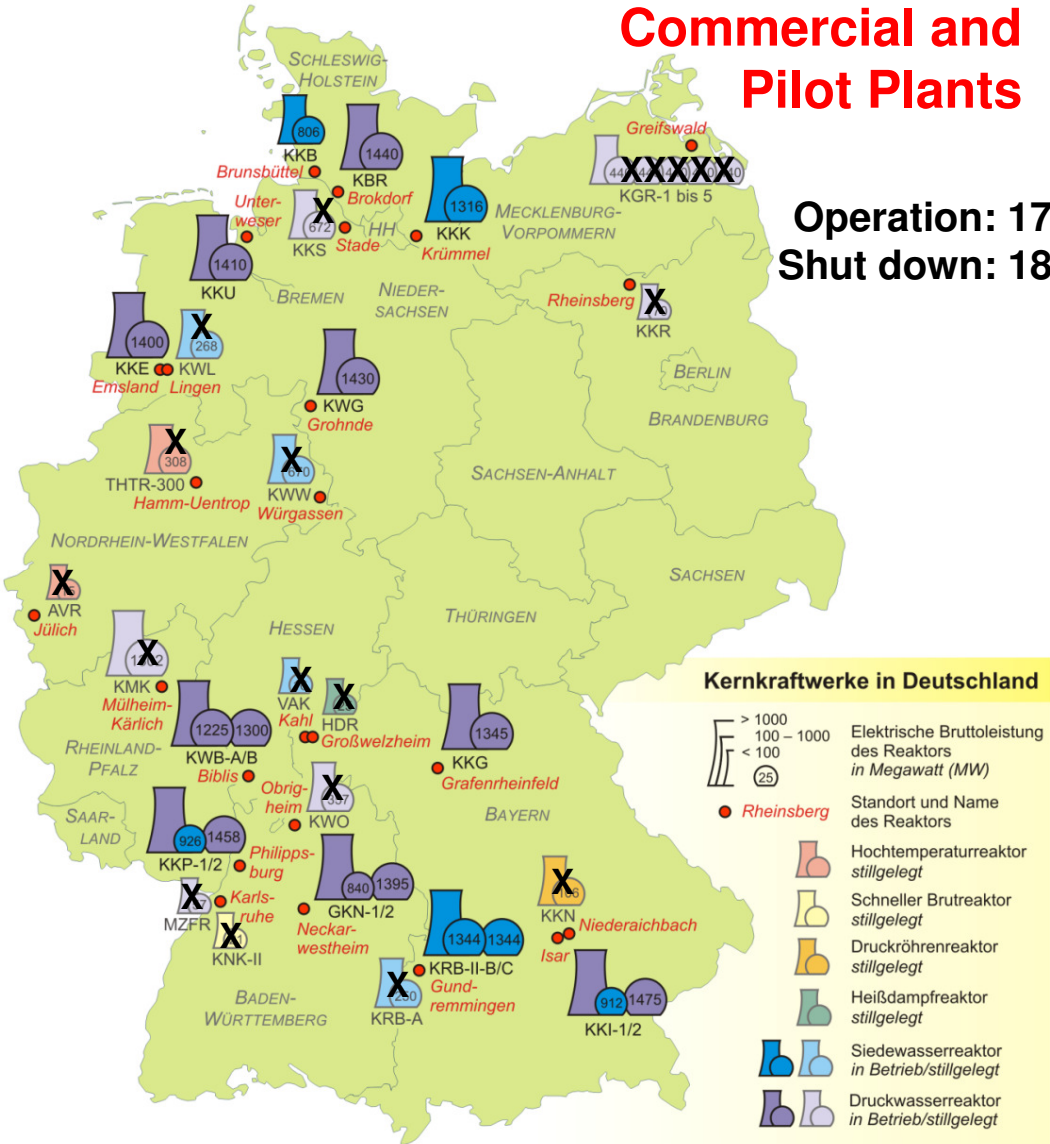 Commercial and
Pilot Plants
Operation: 17
Shut down: 18
SCHLESWIG-
HOLSTEIN
806
KKB
Brunsbüttel
1440
KBR
Brokdorf
Greifswald
KGR-1 bis 5
Unter-
weser
672
KKS
Stade
HH
1316
KKK
Krümmel
MECKLENBURG-
VORPOMMERN
1410
KKU
BREMEN
NIEDER-
SACHSEN
Rheinsberg
KKR
1400
KKE
Emsland
268
KWL
Lingen
1430
KWG
Grohnde
BERLIN
BRANDENBURG
308
THTR-300
Hamm-Uentrop
670
KWW
Würgassen
SACHSEN-ANHALT
NORDRHEIN-WESTFALEN
SACHSEN
AVR
Jülich
HESSEN
THÜRINGEN
KMK
Mülheim-
Kärlich
VAK
Kahl
HDR
Großwelzheim
1225
1300
KWB-A/B
Biblis
RHEINLAND-
PFALZ
1345
KKG
Grafenrheinfeld
Obrig-
heim
KWO
BAYERN
SAAR-
LAND
926
1458
KKP-1/2
Philipps-
burg
840
1395
GKN-1/2
Neckar-
westheim
MZFR
Karls-
ruhe
KNK-II
KKN
Niederaichbach
Isar
1344
1344
KRB-II-B/C
Gund-
remmingen
250
KRB-A
912
1475
KKI-1/2
BADEN-
WÜRTTEMBERG
Kernkraftwerke in Deutschland
> 1000
100 – 1000
< 100
25
Elektrische Bruttoleistung
des Reaktors
in Megawatt (MW)
Rheinsberg
Standort und Name
des Reaktors
Hochtemperaturreaktor
stillgelegt
Schneller Brutreaktor
stillgelegt
Druckröhrenreaktor
stillgelegt
Heißdampfreaktor
stillgelegt
Siedewasserreaktor
in Betrieb/stillgelegt
Druckwasserreaktor
in Betrieb/stillgelegt